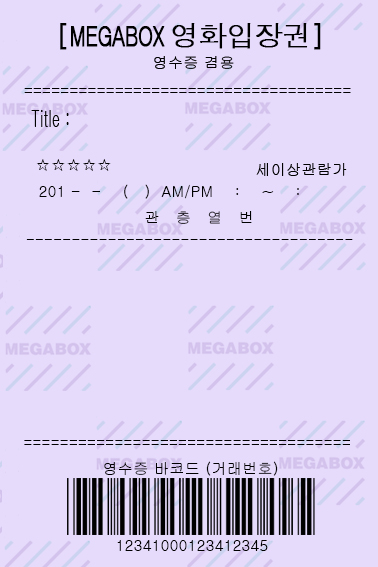 [MEGABOX 영화입장권]
영수증 겸용
====================================
MEGABOX MEGABOX
Title :
☆☆☆☆☆
세이상관람가
201 - - ( ) AM/PM : ~ :
MEGABOX MEGABOX
관 층 열 번
------------------------------------
MEGABOX MEGABOX
====================================
MEGABOX MEGABOX
영수증 바코드 (거래번호)
12341000123412345